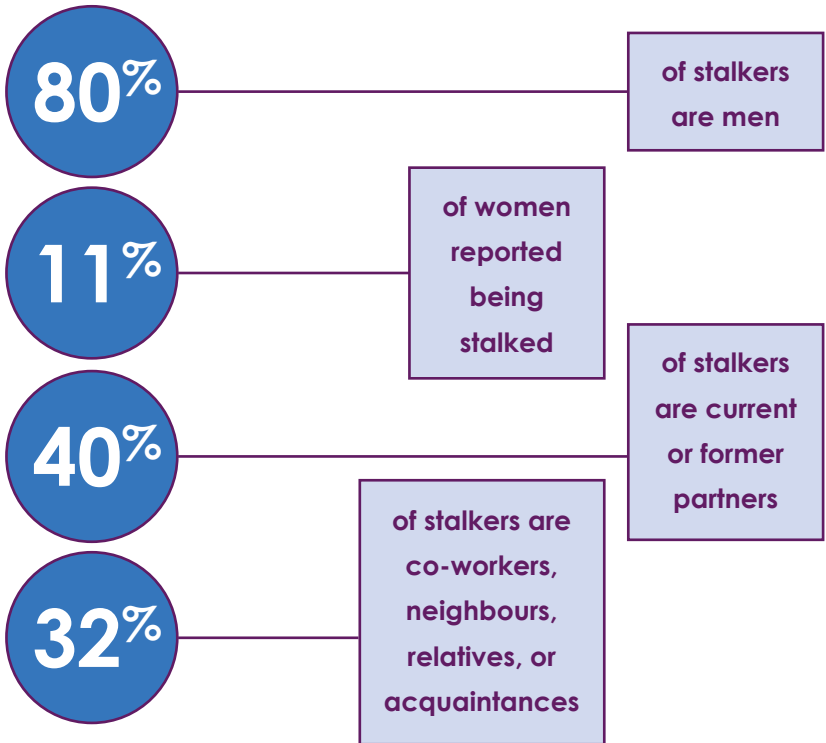 80%
of stalkers
are men
11%
of women
reported
being
stalked
40%
of stalkers
are current
or former
partners
32%
of stalkers are
co-workers,
neighbours,
relatives, or
acquaintances